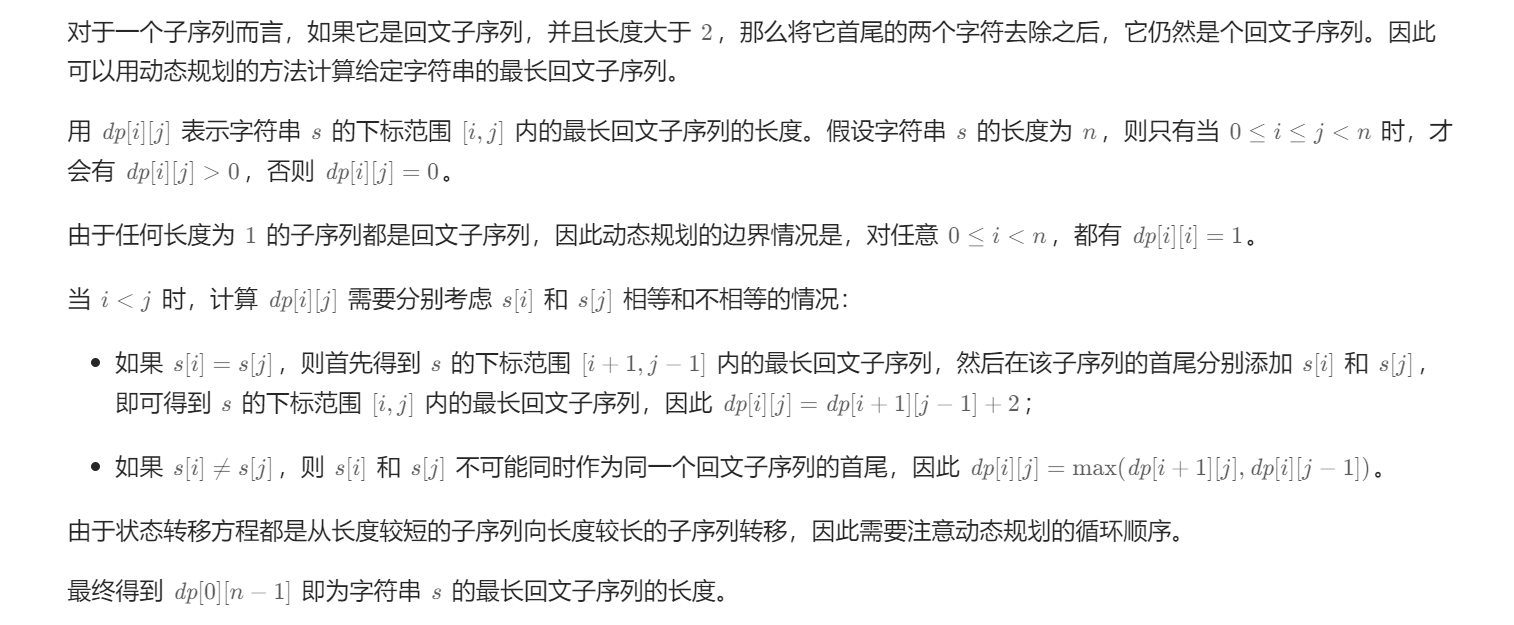 对于一个子序列而言，如果它是回文子序列，并且长度大于 2，那么将它首尾的两个字符去除之后，它仍然是个回文子序列。因此
可以用动态规划的方法计算给定字符串的最长回文子序列。
用 dp[i][j] 表示字符串 s 的下标范围 [i, j] 内的最长回文子序列的长度。假设字符串 s 的长度为 n，则只有当 0 ≤ i ≤ j < n 时，才
会有 dp[i][j] > 0，否则 dp[i][j] = 0。
由于任何长度为 1 的子序列都是回文子序列，因此动态规划的边界情况是，对任意 0 ≤ i < n，都有 dp[i][i] = 1。
当 i < j 时，计算 dp[i][j] 需要分别考虑 s[i] 和 s[j] 相等和不相等的情况：
• 如果 s[i] = s[j]，则首先得到 s 的下标范围 [i + 1, j − 1] 内的最长回文子序列，然后在该子序列的首尾分别添加 s[i] 和 s[j]，
即可得到 s 的下标范围 [i, j] 内的最长回文子序列，因此 dp[i][j] = dp[i + 1][j − 1] + 2；
• 如果 s[i] ≠ s[j]，则 s[i] 和 s[j] 不可能同时作为同一个回文子序列的首尾，因此 dp[i][j] = max(dp[i + 1][j], dp[i][j − 1])。
由于状态转移方程都是从长度较短的子序列向长度较长的子序列转移，因此需要注意动态规划的循环顺序。
最终得到 dp[0][n − 1] 即为字符串 s 的最长回文子序列的长度。